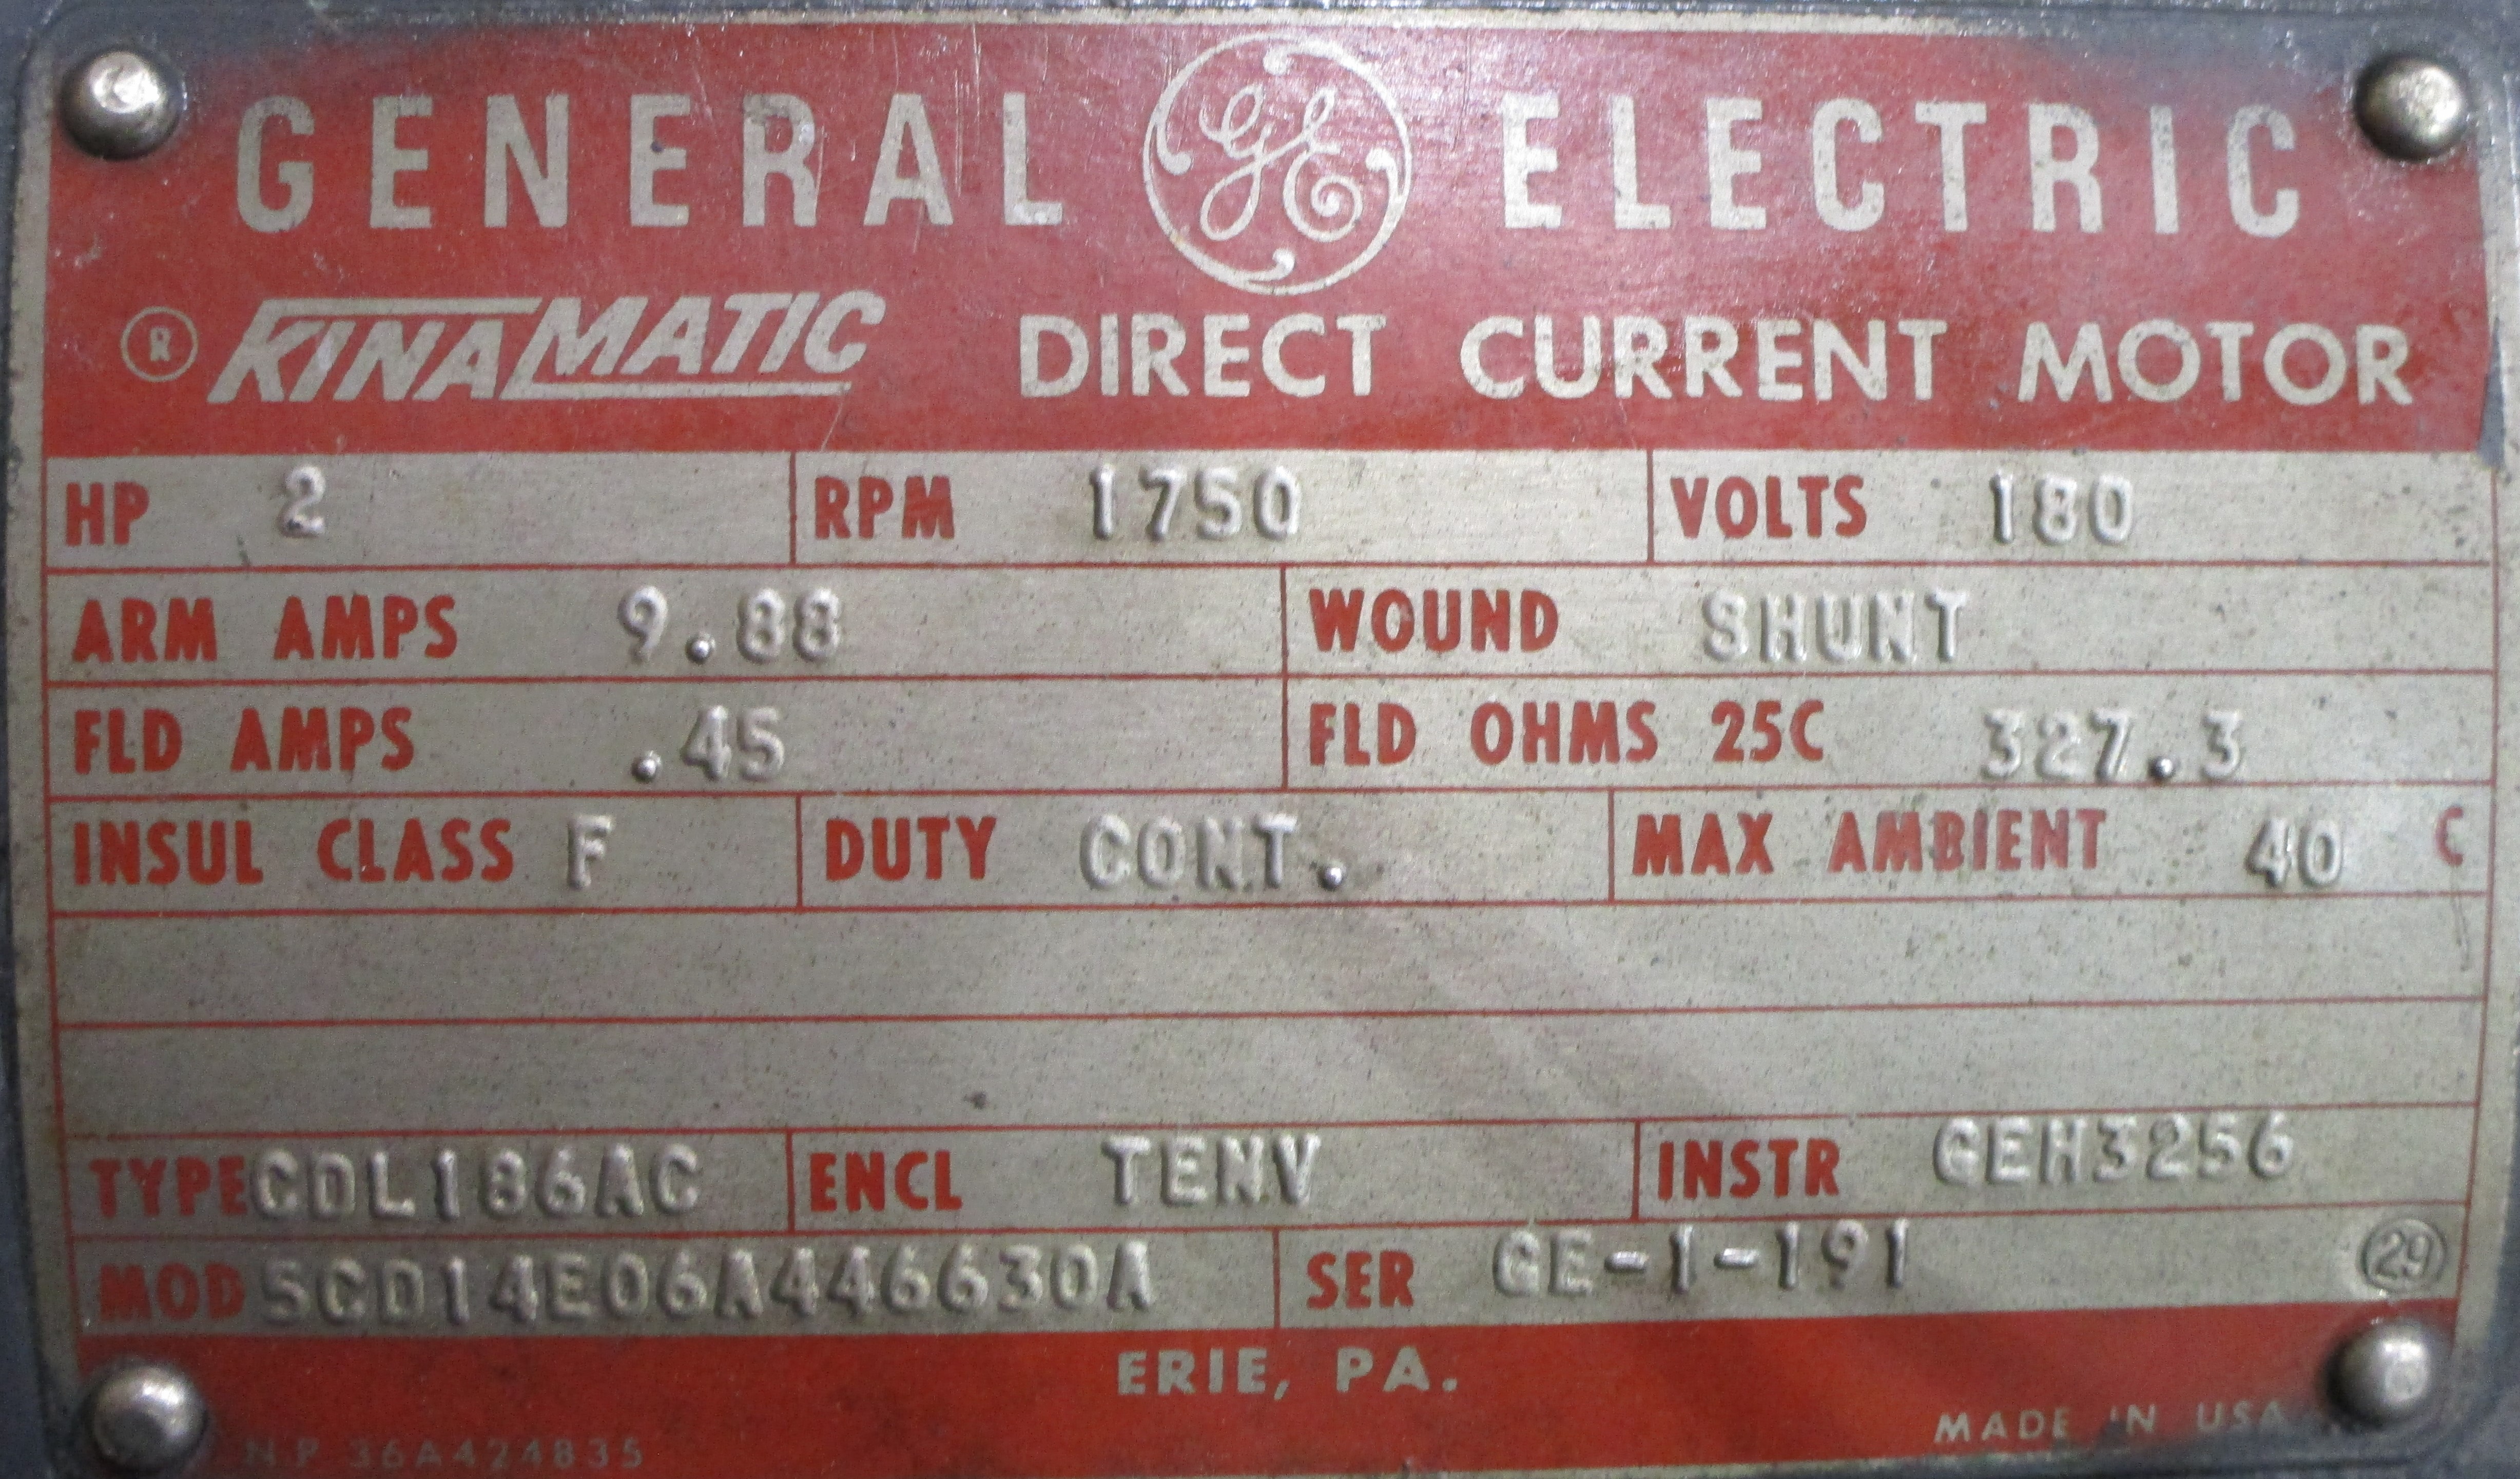 GENERAL GE ELECTRIC
® KINAMATIC DIRECT CURRENT MOTOR
HP 2 RPM 1750 VOLTS 180
ARM AMPS 9.88 WOUND SHUNT
FLD AMPS .45 FLD OHMS 25C 327.3
INSUL CLASS F DUTY CONT. MAX AMBIENT 40 C
TYPE CDL186AC ENCL TENV INSTR GEH3256
MOD 5CD14E06A446630A SER GE-1-191 29
ERIE, PA.
N.P. 36A424835 MADE IN USA